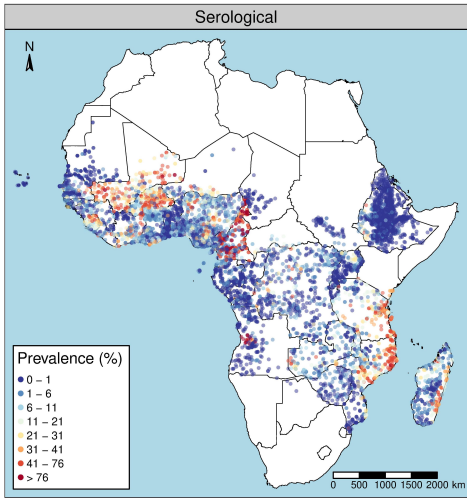 Serological
N
Prevalence (%)
0 – 1
1 – 6
6 – 11
11 – 21
21 – 31
31 – 41
41 – 76
> 76
0 500 1000 1500 2000 km